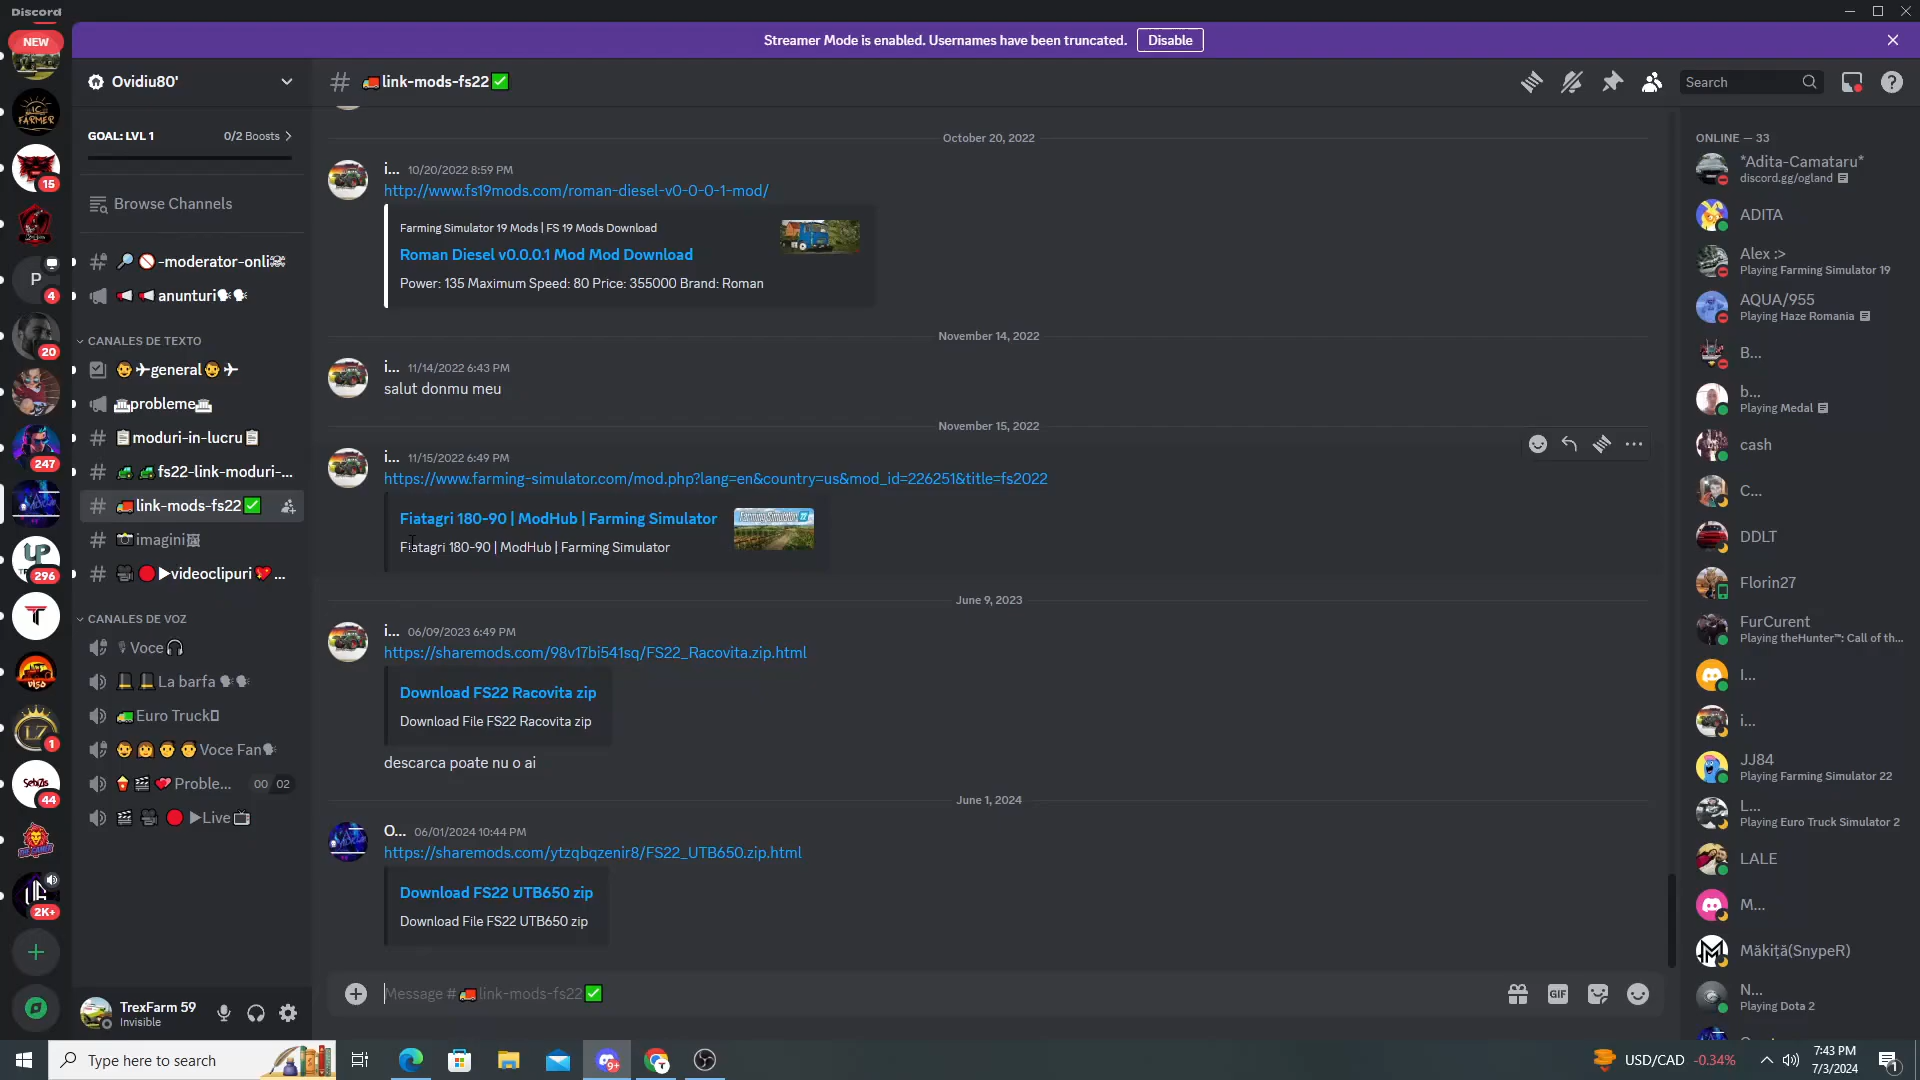 Discord
Streamer Mode is enabled. Usernames have been truncated. Disable
NEW
IC FARMER
15
P
4
20
247
UP
296
T
DISO
LZ
1
SebiZis
44
2K+
Ovidiu80'
GOAL: LVL 1 0/2 Boosts
Browse Channels
-moderator-onli
anunturi
CANALES DE TEXTO
general
probleme
moduri-in-lucru
fs22-link-moduri-...
link-mods-fs22
imagini
videoclipuri ...
CANALES DE VOZ
Voce
La barfa
Euro Truck
Voce Fan
Proble... 00 02
Live
TrexFarm 59
Invisible
link-mods-fs22
Search
October 20, 2022
i... 10/20/2022 8:59 PM
http://www.fs19mods.com/roman-diesel-v0-0-0-1-mod/
Farming Simulator 19 Mods | FS 19 Mods Download
Roman Diesel v0.0.0.1 Mod Mod Download
Power: 135 Maximum Speed: 80 Price: 355000 Brand: Roman
November 14, 2022
i... 11/14/2022 6:43 PM
salut donmu meu
November 15, 2022
i... 11/15/2022 6:49 PM
https://www.farming-simulator.com/mod.php?lang=en&country=us&mod_id=226251&title=fs2022
Fiatagri 180-90 | ModHub | Farming Simulator
Fiatagri 180-90 | ModHub | Farming Simulator
June 9, 2023
i... 06/09/2023 6:49 PM
https://sharemods.com/98v17bi541sq/FS22_Racovita.zip.html
Download FS22 Racovita zip
Download File FS22 Racovita zip
descarca poate nu o ai
June 1, 2024
O... 06/01/2024 10:44 PM
https://sharemods.com/ytzqbqzenir8/FS22_UTB650.zip.html
Download FS22 UTB650 zip
Download File FS22 UTB650 zip
Message # link-mods-fs22
GIF
ONLINE — 33
*Adita-Camataru*
discord.gg/ogland
ADITA
Alex :>
Playing Farming Simulator 19
AQUA/955
Playing Haze Romania
B...
b...
Playing Medal
cash
C...
DDLT
Florin27
FurCurent
Playing theHunter™: Call of th...
I...
i...
JJ84
Playing Farming Simulator 22
L...
Playing Euro Truck Simulator 2
LALE
M...
Măkiță(SnypeR)
N...
Playing Dota 2
Type here to search
9+
T
USD/CAD -0.34%
7:43 PM
7/3/2024
1